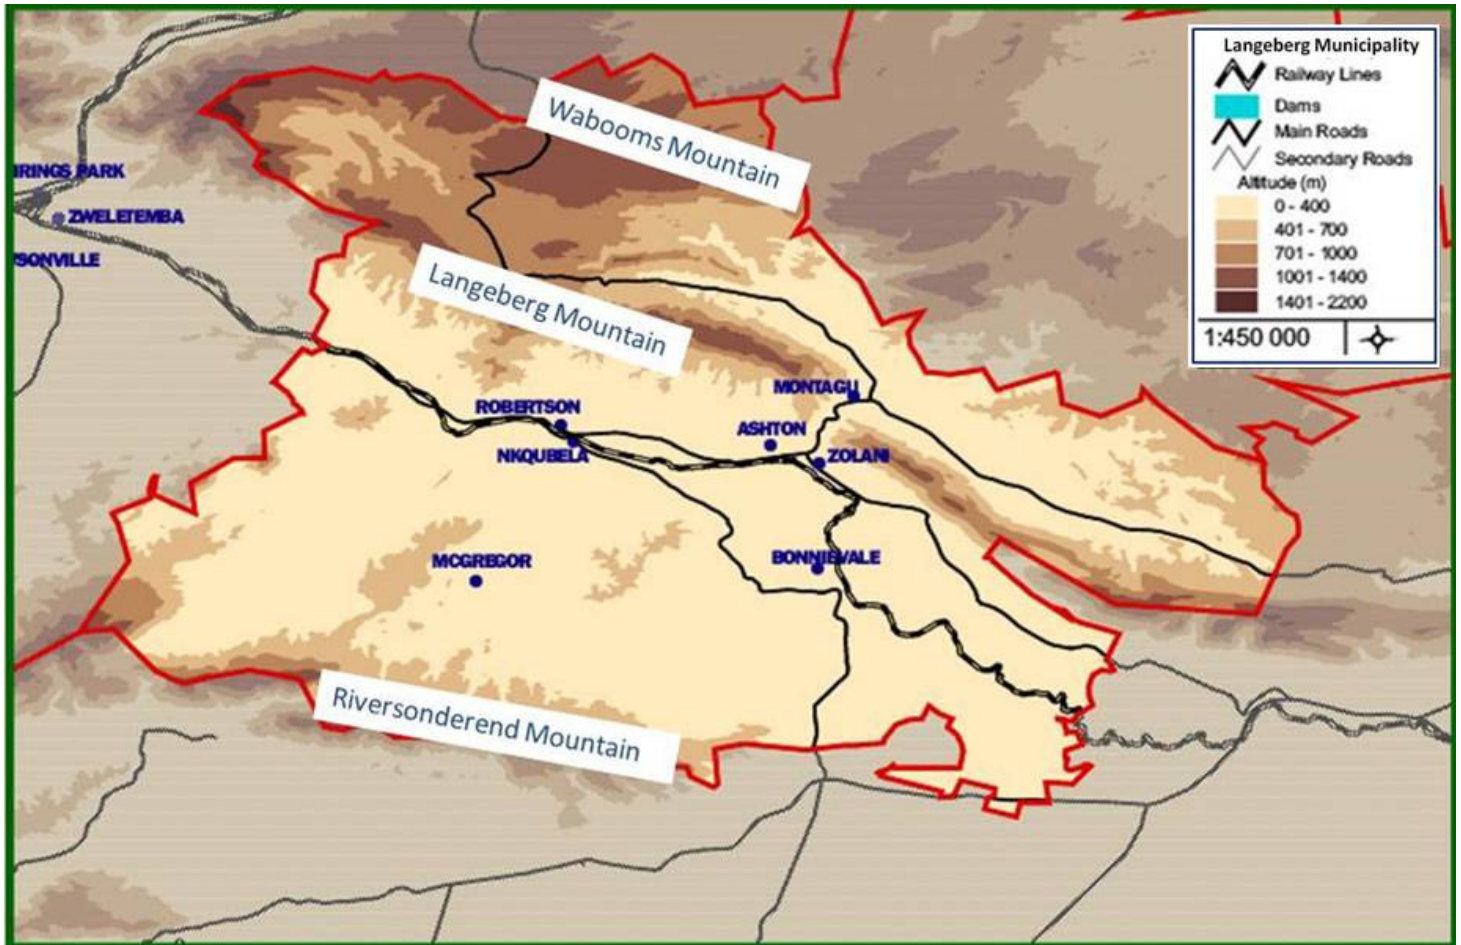 Langeberg Municipality
Railway Lines
Dams
Main Roads
Secondary Roads
Altitude (m)
0 - 400
401 - 700
701 - 1000
1001 - 1400
1401 - 2200
1:450 000
Wabooms Mountain
IRINGS PARK
ZWELETEMBA
SONVILLE
Langeberg Mountain
MONTAGU
ROBERTSON
ASHTON
NKQUBELA
ZOLANI
MCGREGOR
BONNIEVALE
Riversonderend Mountain